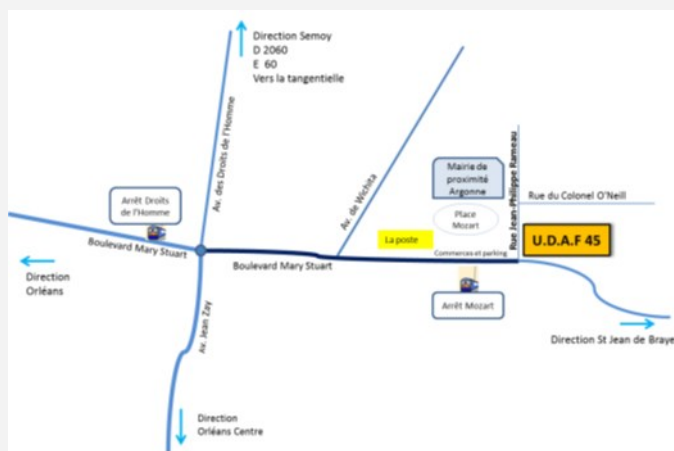 Direction Semoy
D 2060
E 60
Vers la tangentielle
Av. des Droits de l'Homme
Av. de Wichita
Mairie de
proximité
Argonne
Rue Jean-Philippe Rameau
Arrêt Droits
de l'Homme
Rue du Colonel O'Neill
Place
Mozart
Boulevard Mary Stuart
La poste
U.D.A.F 45
Commerces et parking
Boulevard Mary Stuart
Direction
Orléans
Arrêt Mozart
Av. Jean Zay
Direction St Jean de Braye
Direction
Orléans Centre